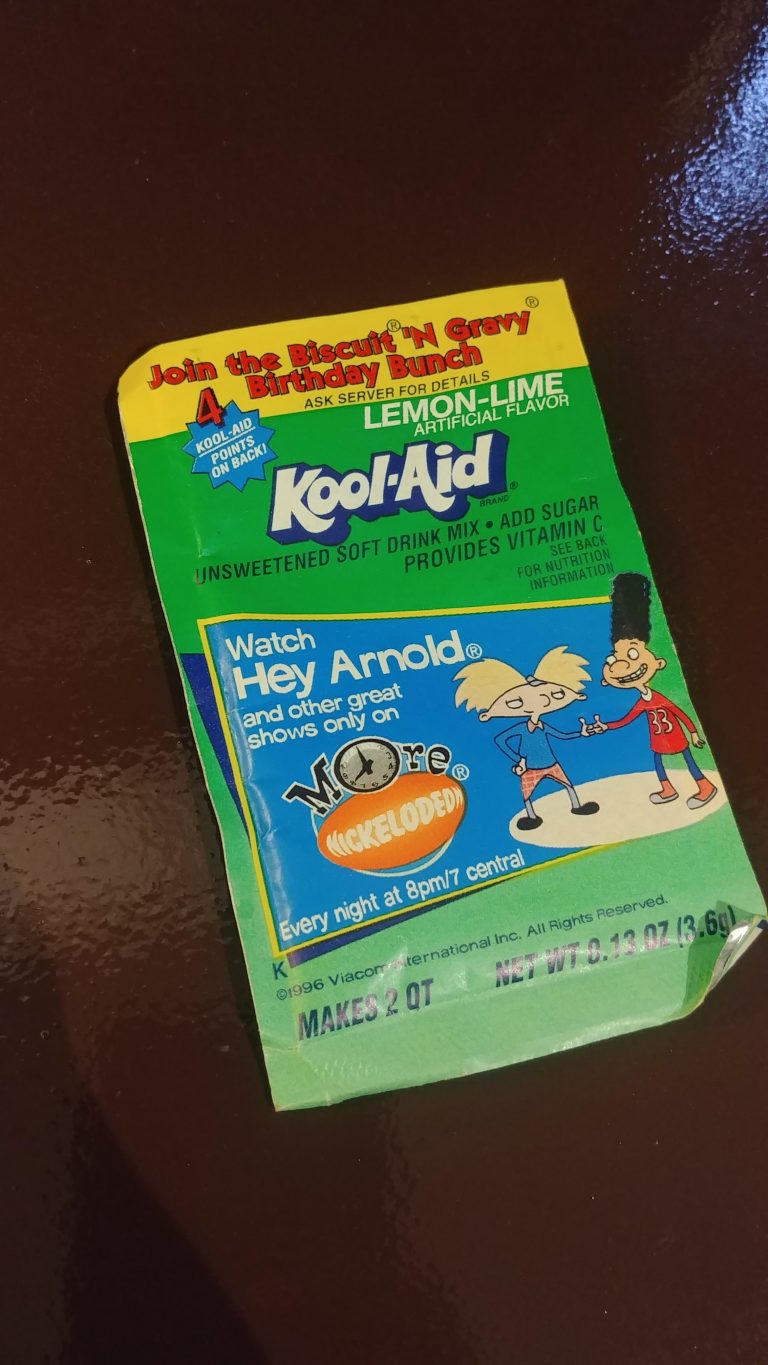 Join the Biscuit® 'N Gravy®
Birthday Bunch
ASK SERVER FOR DETAILS
4
KOOL-AID
POINTS
ON BACK!
LEMON-LIME
ARTIFICIAL FLAVOR
Kool-Aid®
BRAND
UNSWEETENED SOFT DRINK MIX • ADD SUGAR
PROVIDES VITAMIN C
SEE BACK
FOR NUTRITION
INFORMATION
Watch
Hey Arnold®
and other great
shows only on
More®
NICKELODEON
33
Every night at 8pm/7 central
K
©1996 Viacom International Inc. All Rights Reserved.
MAKES 2 QT
NET WT 0.13 OZ (3.6g)